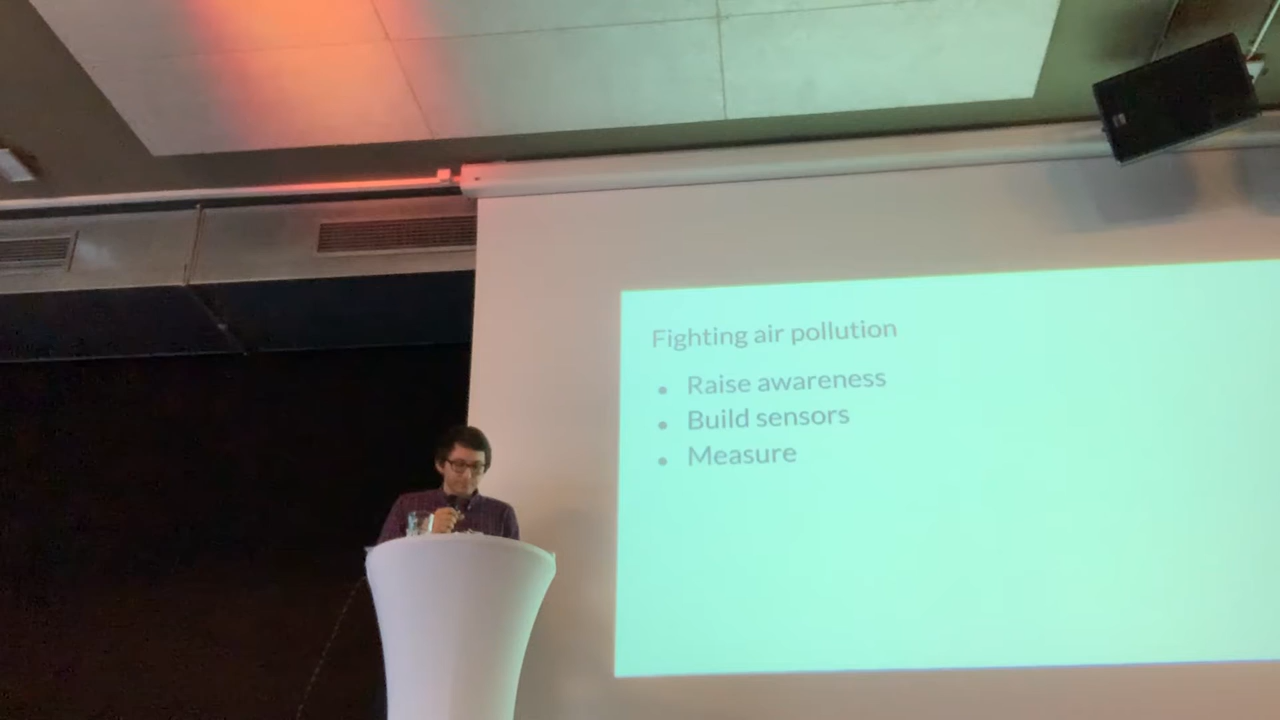 Fighting air pollution
• Raise awareness
• Build sensors
• Measure